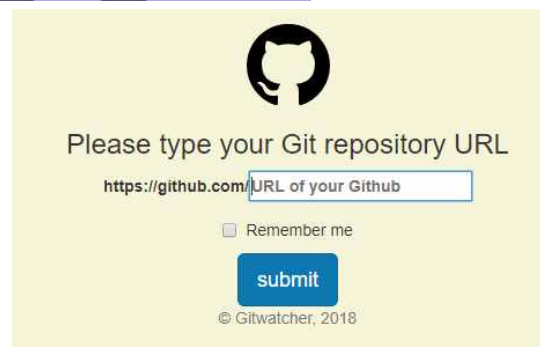 Please type your Git repository URL
https://github.com/URL of your Github
Remember me
submit
© Gitwatcher, 2018